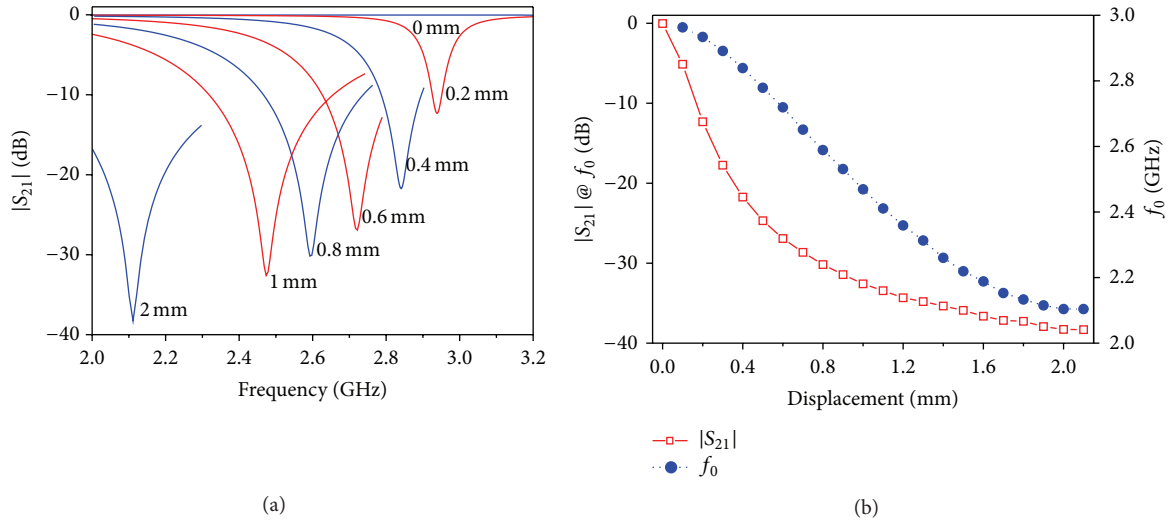 0
−10
−20
−30
−40
|S21| (dB)
2.0 2.2 2.4 2.6 2.8 3.0 3.2
Frequency (GHz)
0 mm
0.2 mm
0.4 mm
0.6 mm
0.8 mm
1 mm
2 mm
(a)
0
−10
−20
−30
−40
|S21| @ f0 (dB)
3.0
2.8
2.6
2.4
2.2
2.0
f0 (GHz)
0.0 0.4 0.8 1.2 1.6 2.0
Displacement (mm)
|S21|
f0
(b)